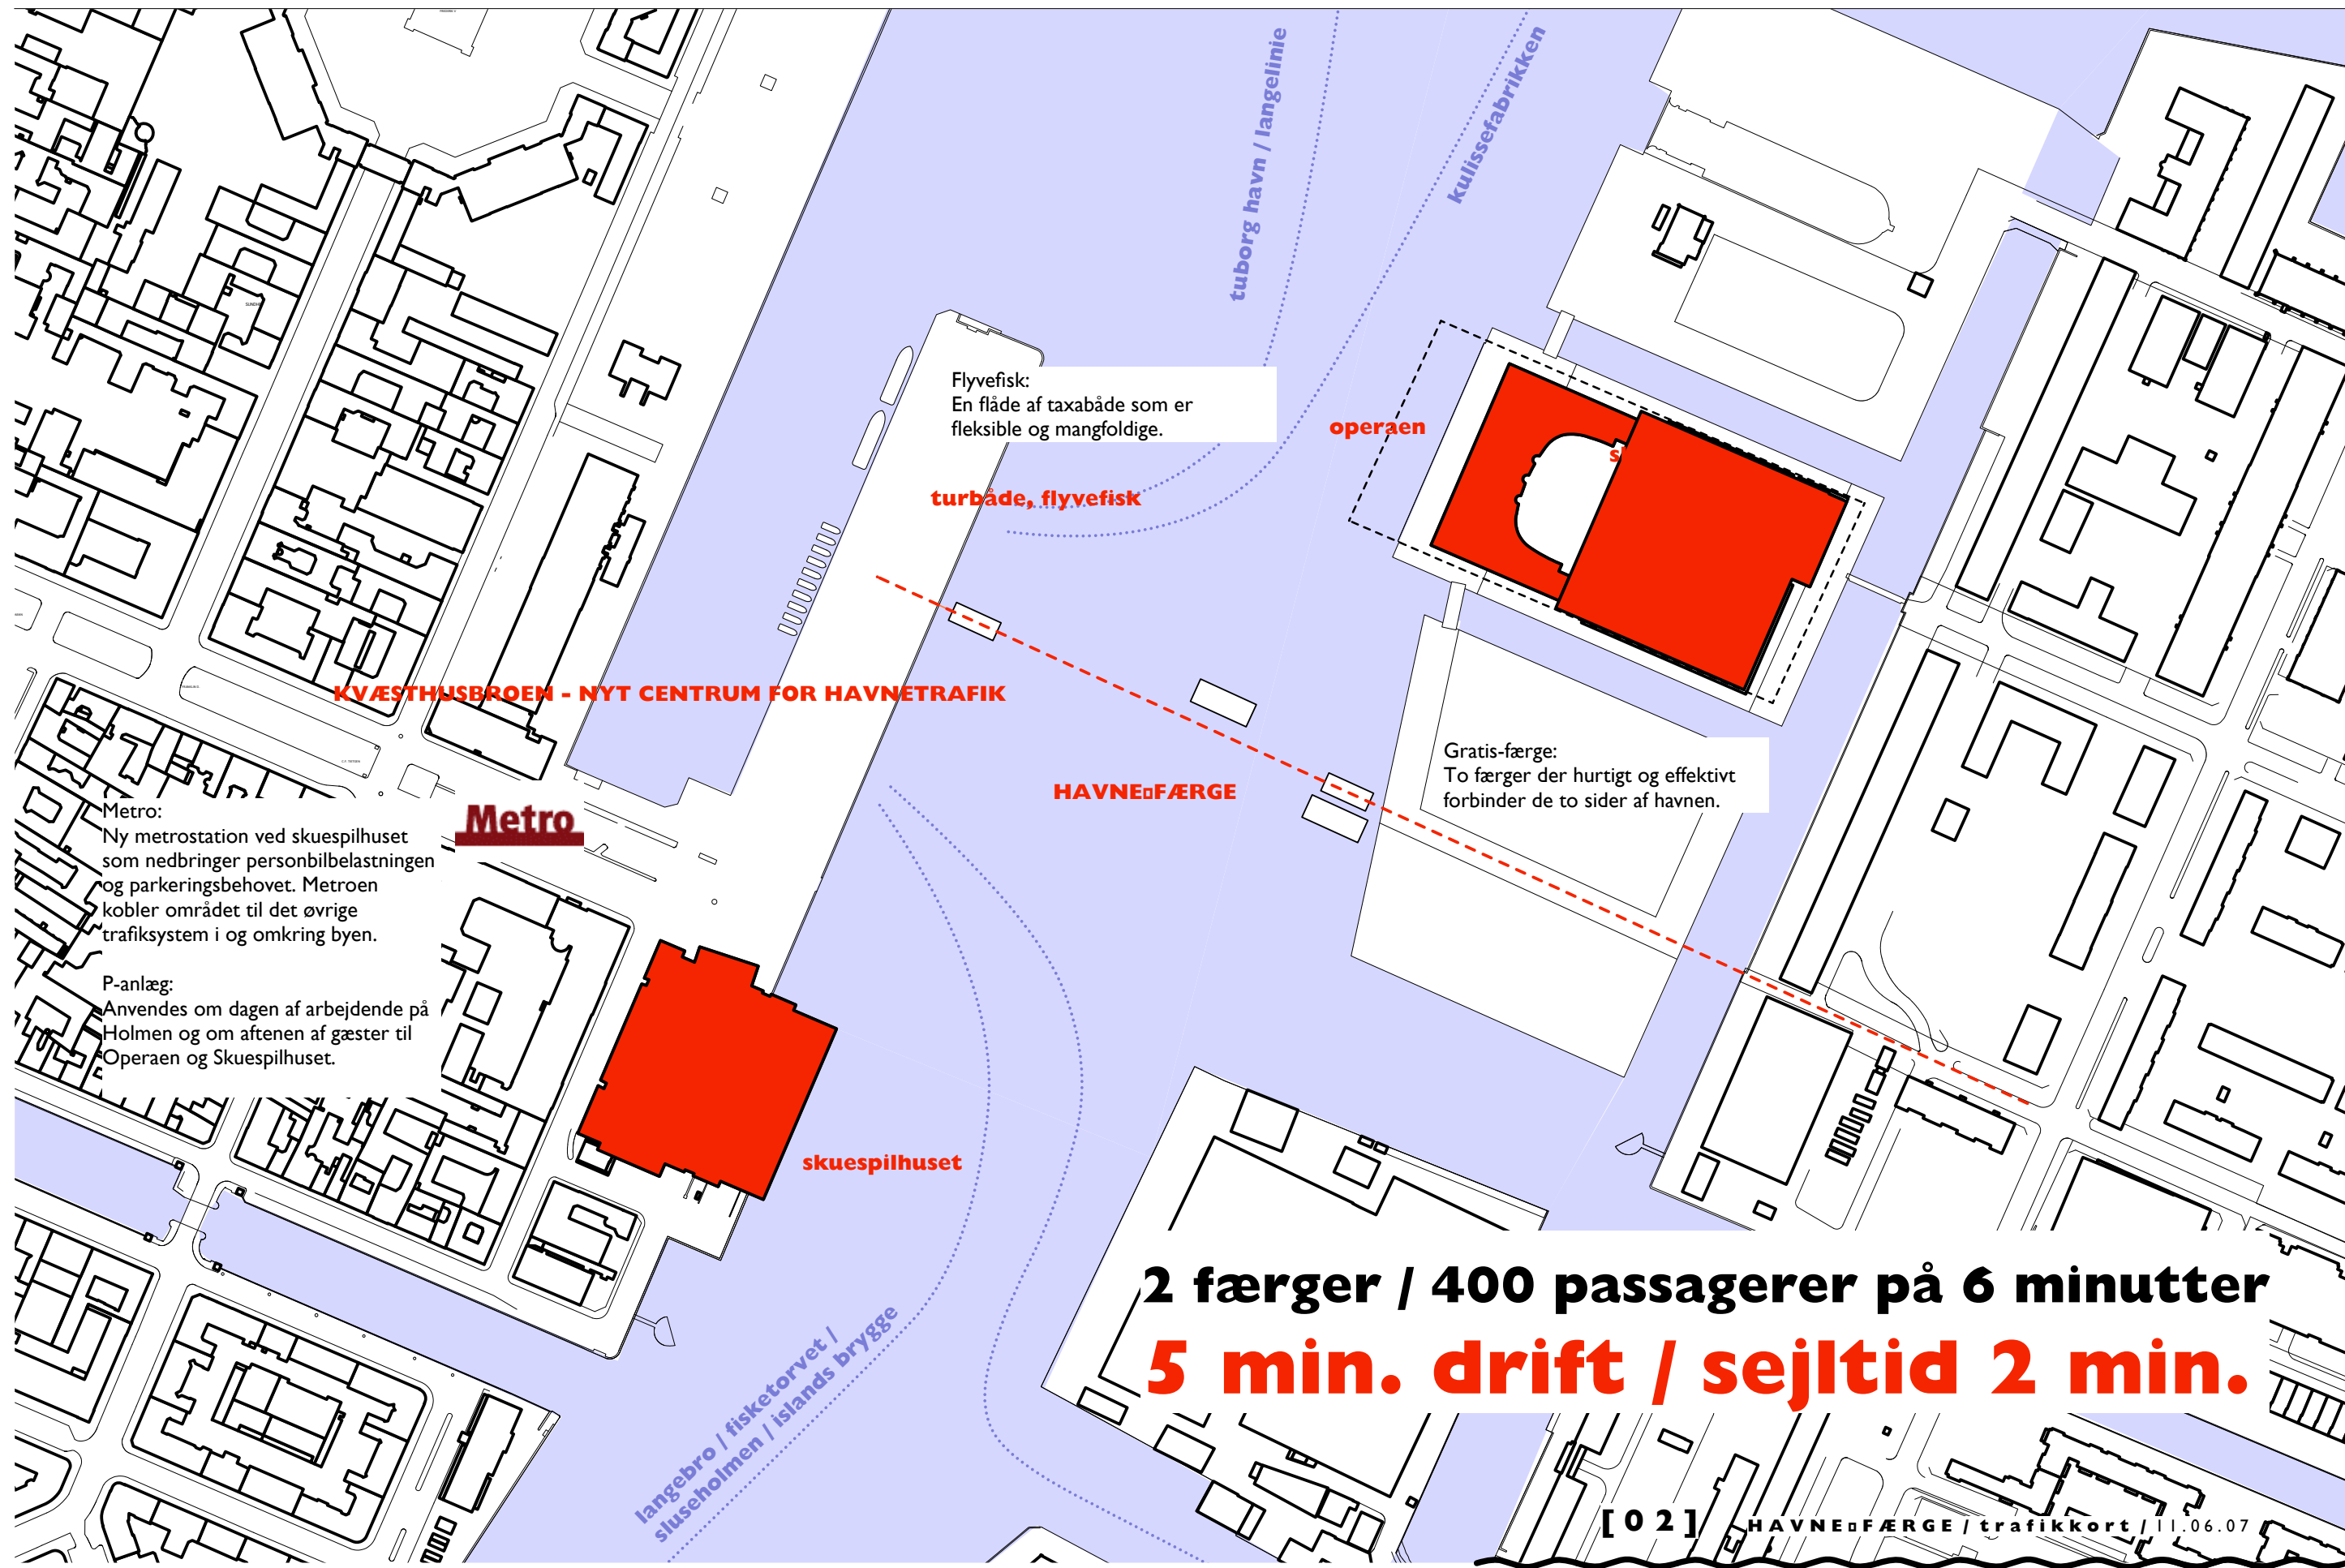 tuborg havn / langelinie
kulissefabrikken
Flyvefisk:
En flåde af taxabåde som er
fleksible og mangfoldige.
operaen
s
turbåde, flyvefisk
KVÆSTHUSBROEN - NYT CENTRUM FOR HAVNETRAFIK
HAVNE▯FÆRGE
Gratis-færge:
To færger der hurtigt og effektivt
forbinder de to sider af havnen.
Metro
Metro:
Ny metrostation ved skuespilhuset
som nedbringer personbilbelastningen
og parkeringsbehovet. Metroen
kobler området til det øvrige
trafiksystem i og omkring byen.
P-anlæg:
Anvendes om dagen af arbejdende på
Holmen og om aftenen af gæster til
Operaen og Skuespilhuset.
skuespilhuset
langebro / fisketorvet /
sluseholmen / islands brygge
2 færger / 400 passagerer på 6 minutter
5 min. drift / sejltid 2 min.
[02] HAVNE▯FÆRGE / trafikkort / 11.06.07